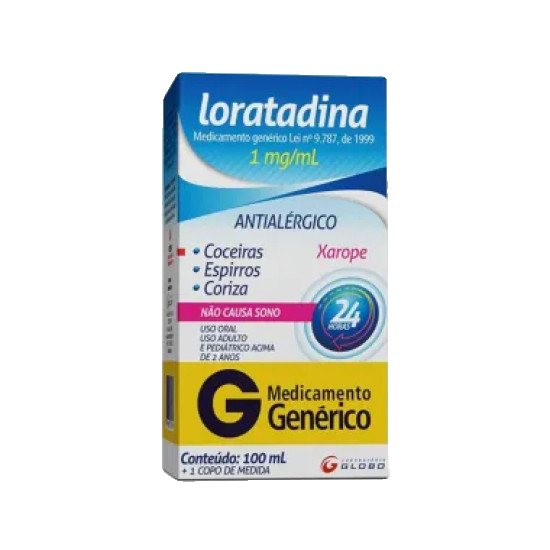 loratadina
Medicamento genérico Lei nº 9.787, de 1999
1 mg/mL
ANTIALÉRGICO
• Coceiras
Xarope
• Espirros
• Coriza
NÃO CAUSA SONO
24
HORAS
USO ORAL
USO ADULTO
E PEDIÁTRICO ACIMA
DE 2 ANOS
G Medicamento
Genérico
Conteúdo: 100 mL
+ 1 COPO DE MEDIDA
LABORATÓRIO
GLOBO